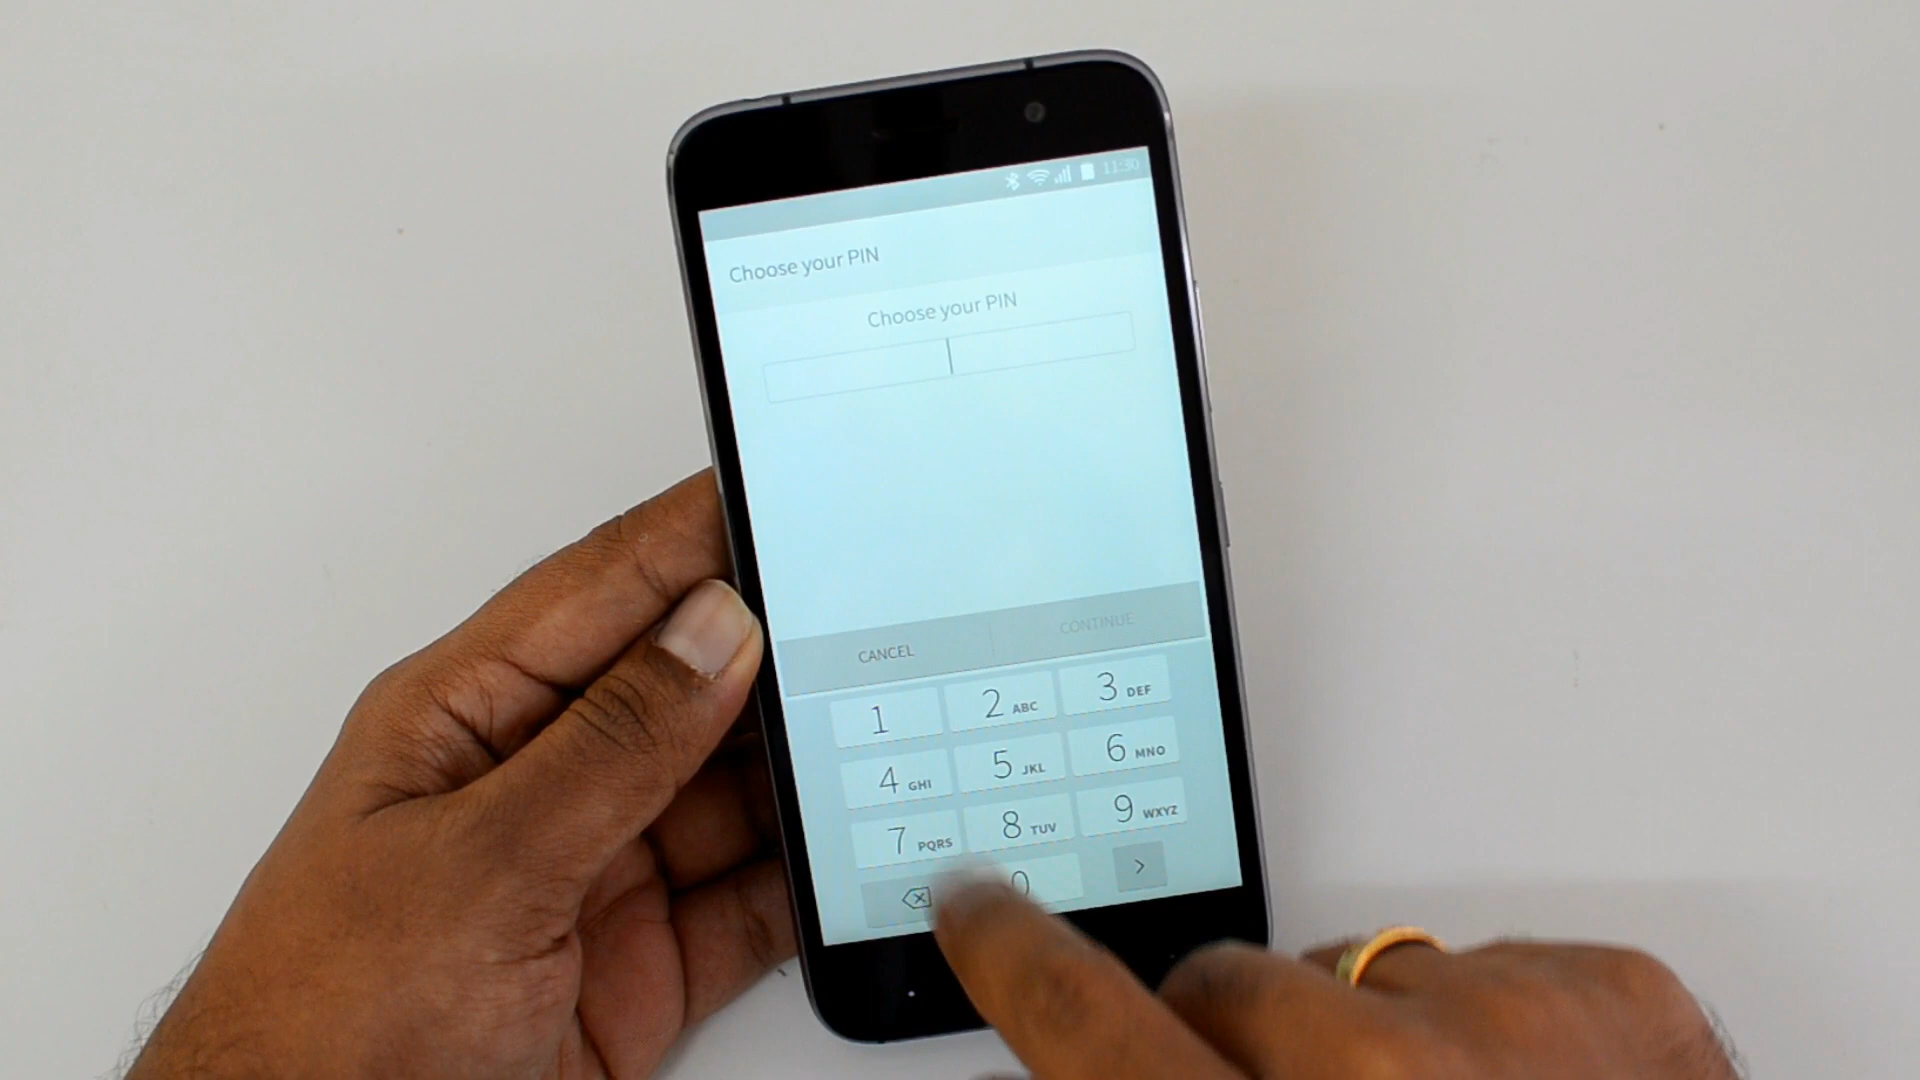 11:30
Choose your PIN
Choose your PIN
CANCEL CONTINUE
1 2 ABC 3 DEF
4 GHI 5 JKL 6 MNO
7 PQRS 8 TUV 9 WXYZ
0 >